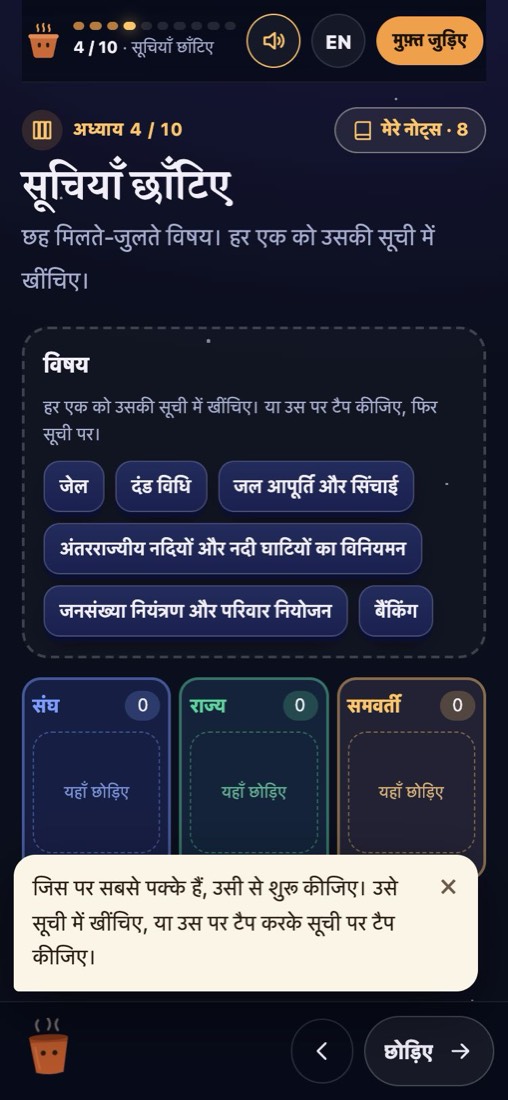 4 / 10 · सूचियाँ छाँटिए
EN
मुफ़्त जुड़िए
अध्याय 4 / 10
मेरे नोट्स · 8
सूचियाँ छाँटिए
छह मिलते-जुलते विषय। हर एक को उसकी सूची में
खींचिए।
विषय
हर एक को उसकी सूची में खींचिए। या उस पर टैप कीजिए, फिर
सूची पर।
जेल
दंड विधि
जल आपूर्ति और सिंचाई
अंतरराज्यीय नदियों और नदी घाटियों का विनियमन
जनसंख्या नियंत्रण और परिवार नियोजन
बैंकिंग
संघ 0
राज्य 0
समवर्ती 0
यहाँ छोड़िए
यहाँ छोड़िए
यहाँ छोड़िए
जिस पर सबसे पक्के हैं, उसी से शुरू कीजिए। उसे
सूची में खींचिए, या उस पर टैप करके सूची पर टैप
कीजिए।
छोड़िए